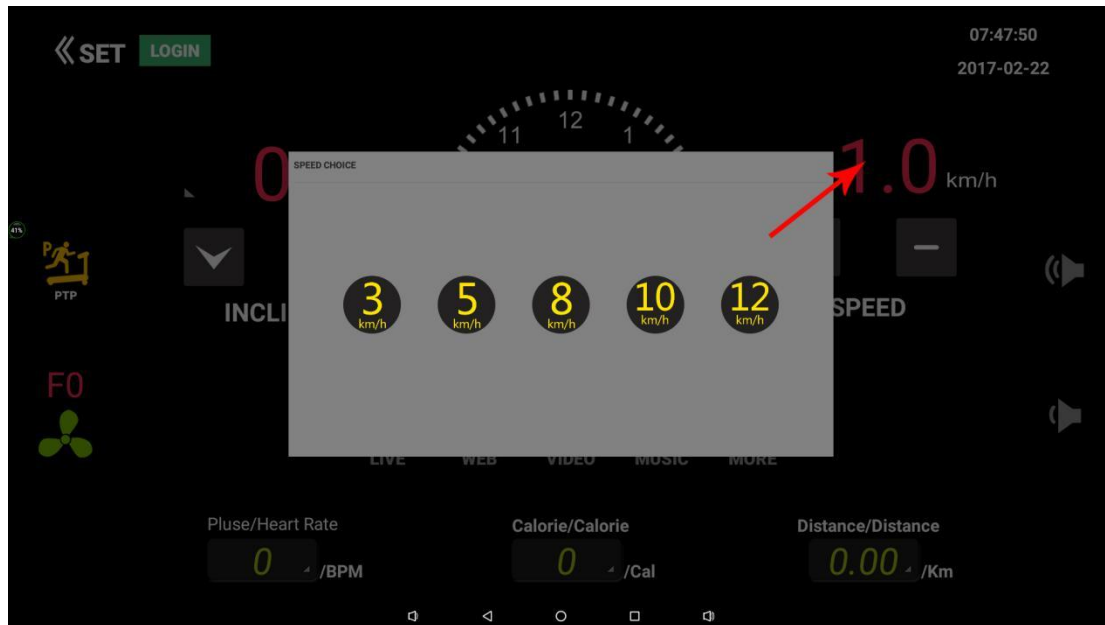 SET
LOGIN
07:47:50
2017-02-22
11
12
1
0
SPEED CHOICE
1.0 km/h
41%
P
PTP
INCLI
3 km/h
5 km/h
8 km/h
10 km/h
12 km/h
SPEED
F0
LIVE
WEB
VIDEO
MUSIC
MORE
Pluse/Heart Rate
0 /BPM
Calorie/Calorie
0 /Cal
Distance/Distance
0.00 /Km